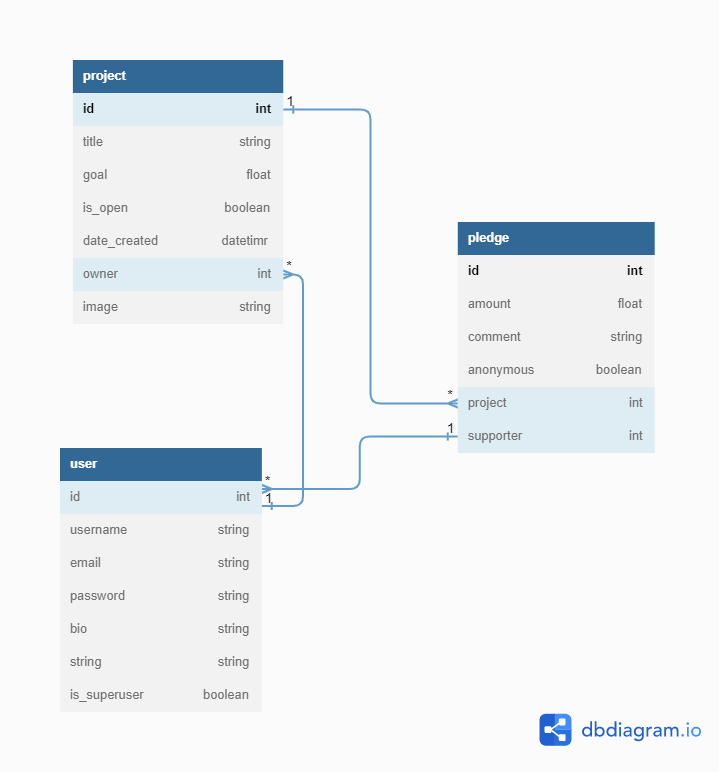 project
id int
1
title string
goal float
is_open boolean
date_created datetimr
*
owner int
image string
pledge
id int
amount float
comment string
anonymous boolean
*
project int
1
supporter int
user
*
id int
1
username string
email string
password string
bio string
string string
is_superuser boolean
dbdiagram.io